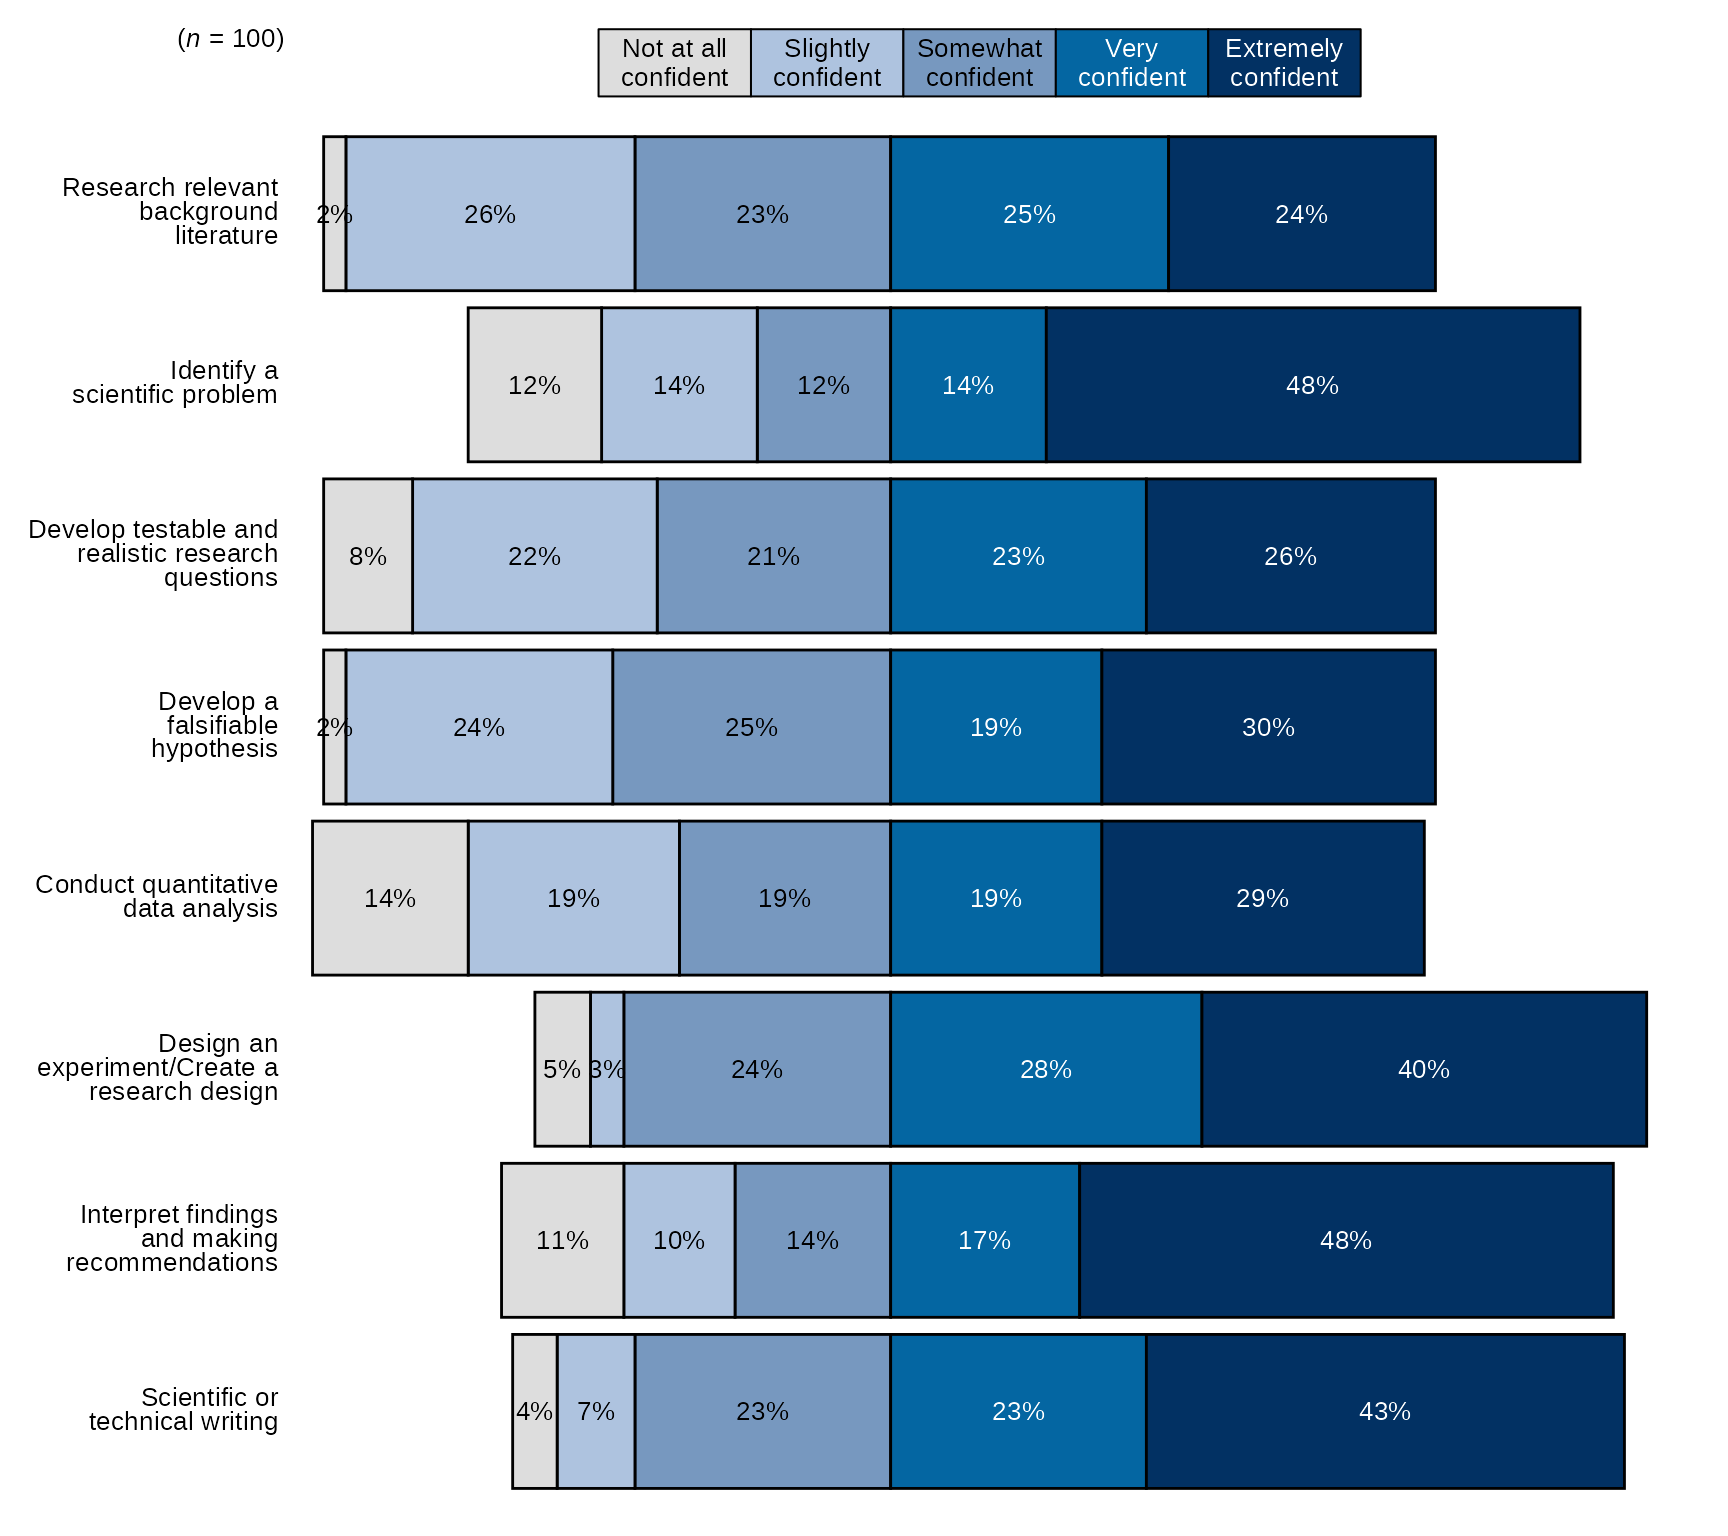 (n = 100)
Not at all
confident
Slightly
confident
Somewhat
confident
Very
confident
Extremely
confident
Research relevant
background
literature
2% 26% 23% 25% 24%
Identify a
scientific problem
12% 14% 12% 14% 48%
Develop testable and
realistic research
questions
8% 22% 21% 23% 26%
Develop a
falsifiable
hypothesis
2% 24% 25% 19% 30%
Conduct quantitative
data analysis
14% 19% 19% 19% 29%
Design an
experiment/Create a
research design
5% 3% 24% 28% 40%
Interpret findings
and making
recommendations
11% 10% 14% 17% 48%
Scientific or
technical writing
4% 7% 23% 23% 43%